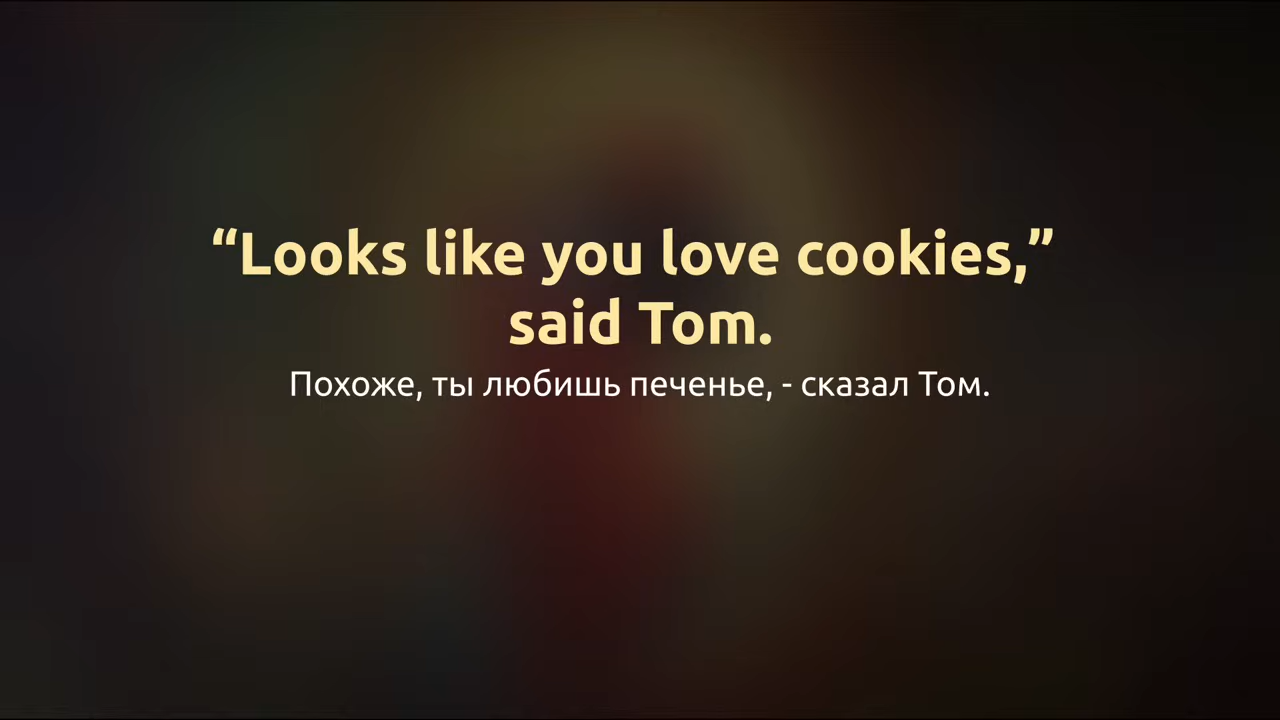 “Looks like you love cookies,”
said Tom.
Похоже, ты любишь печенье, - сказал Том.